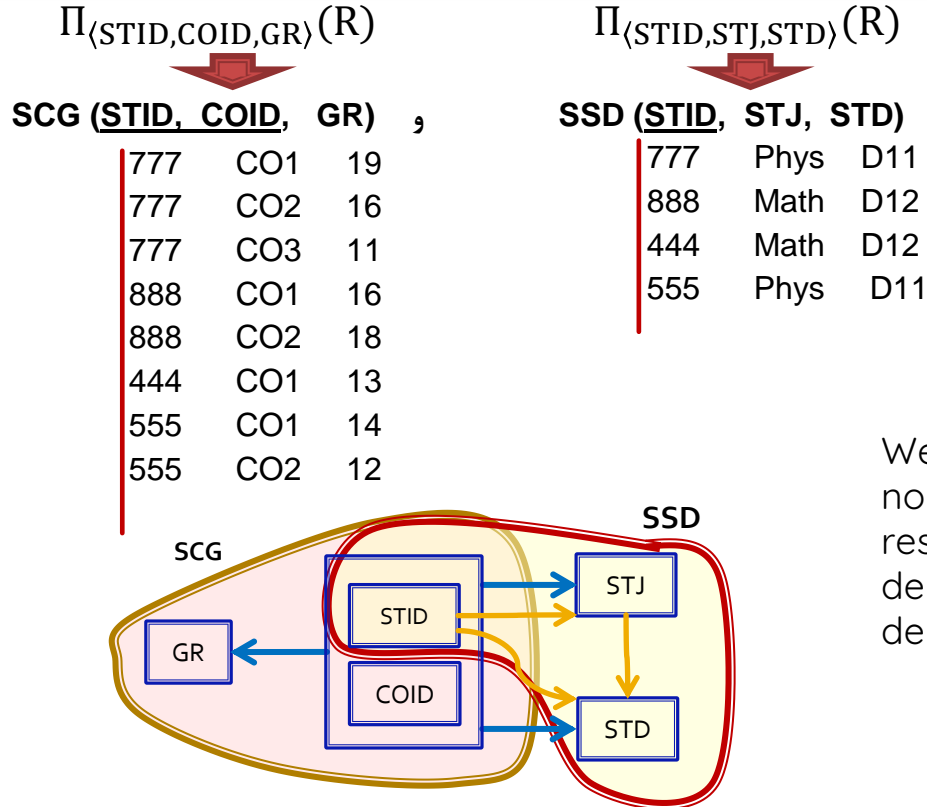 Π⟨STID,COID,GR⟩(R)
Π⟨STID,STJ,STD⟩(R)
SCG (STID, COID, GR) و SSD (STID, STJ, STD)
777 CO1 19
777 CO2 16
777 CO3 11
888 CO1 16
888 CO2 18
444 CO1 13
555 CO1 14
555 CO2 12
777 Phys D11
888 Math D12
444 Math D12
555 Phys D11
We
no
res
de
de
SCG
SSD
STJ
STID
GR
COID
STD